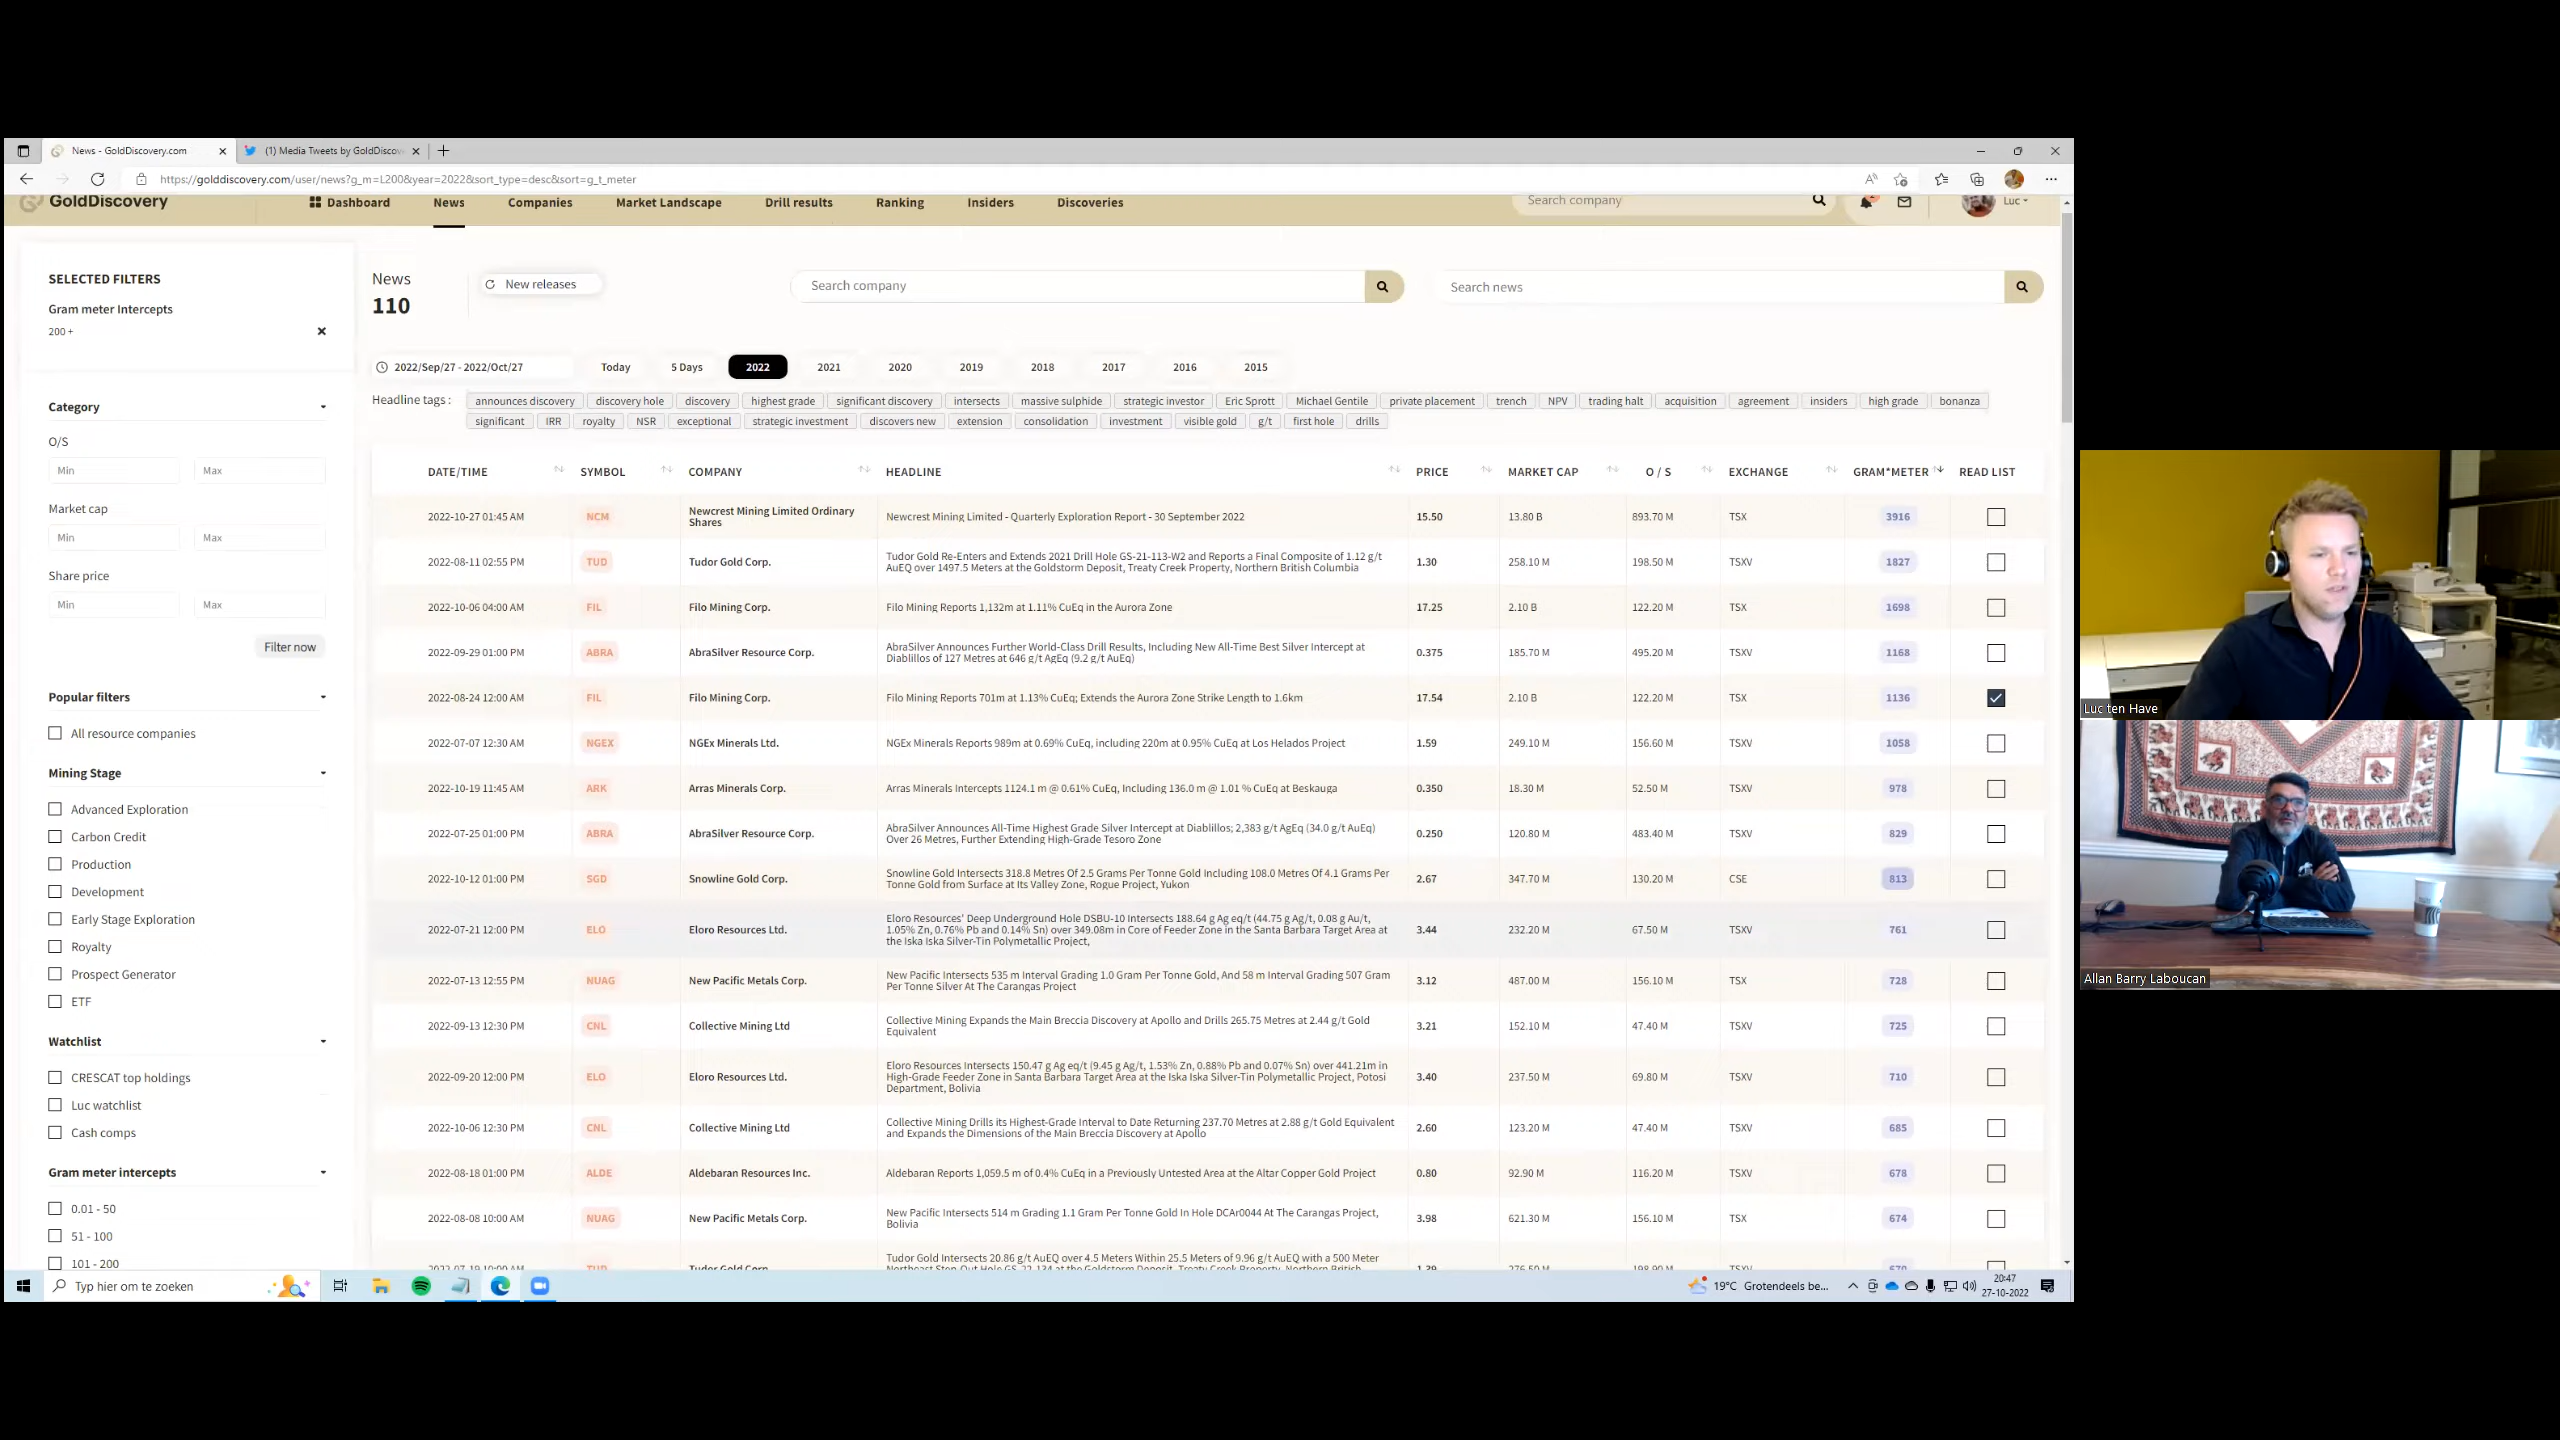 News - GoldDiscovery.com
(1) Media Tweets by GoldDiscov
https://golddiscovery.com/user/news?g_m=L200&year=2022&sort_type=desc&sort=g_t_meter
GoldDiscovery Dashboard News Companies Market Landscape Drill results Ranking Insiders Discoveries Search company Luc
SELECTED FILTERS
Gram meter Intercepts
200 +
Category
O/S
Min Max
Market cap
Min Max
Share price
Min Max
Filter now
Popular filters
All resource companies
Mining Stage
Advanced Exploration
Carbon Credit
Production
Development
Early Stage Exploration
Royalty
Prospect Generator
ETF
Watchlist
CRESCAT top holdings
Luc watchlist
Cash comps
Gram meter intercepts
0.01 - 50
51 - 100
101 - 200
News
110
New releases
Search company
Search news
2022/Sep/27 - 2022/Oct/27 Today 5 Days 2022 2021 2020 2019 2018 2017 2016 2015
Headline tags : announces discovery discovery hole discovery highest grade significant discovery intersects massive sulphide strategic investor Eric Sprott Michael Gentile private placement trench NPV trading halt acquisition agreement insiders high grade bonanza
significant IRR royalty NSR exceptional strategic investment discovers new extension consolidation investment visible gold g/t first hole drills
DATE/TIME SYMBOL COMPANY HEADLINE PRICE MARKET CAP O / S EXCHANGE GRAM*METER READ LIST
2022-10-27 01:45 AM NCM Newcrest Mining Limited Ordinary Shares Newcrest Mining Limited - Quarterly Exploration Report - 30 September 2022 15.50 13.80 B 893.70 M TSX 3916
2022-08-11 02:55 PM TUD Tudor Gold Corp. Tudor Gold Re-Enters and Extends 2021 Drill Hole GS-21-113-W2 and Reports a Final Composite of 1.12 g/t AuEQ over 1497.5 Meters at the Goldstorm Deposit, Treaty Creek Property, Northern British Columbia 1.30 258.10 M 198.50 M TSXV 1827
2022-10-06 04:00 AM FIL Filo Mining Corp. Filo Mining Reports 1,132m at 1.11% CuEq in the Aurora Zone 17.25 2.10 B 122.20 M TSX 1698
2022-09-29 01:00 PM ABRA AbraSilver Resource Corp. AbraSilver Announces Further World-Class Drill Results, Including New All-Time Best Silver Intercept at Diablillos of 127 Metres at 646 g/t AgEq (9.2 g/t AuEq) 0.375 185.70 M 495.20 M TSXV 1168
2022-08-24 12:00 AM FIL Filo Mining Corp. Filo Mining Reports 701m at 1.13% CuEq; Extends the Aurora Zone Strike Length to 1.6km 17.54 2.10 B 122.20 M TSX 1136
2022-07-07 12:30 AM NGEX NGEx Minerals Ltd. NGEx Minerals Reports 989m at 0.69% CuEq, including 220m at 0.95% CuEq at Los Helados Project 1.59 249.10 M 156.60 M TSXV 1058
2022-10-19 11:45 AM ARK Arras Minerals Corp. Arras Minerals Intercepts 1124.1 m @ 0.61% CuEq, Including 136.0 m @ 1.01 % CuEq at Beskauga 0.350 18.30 M 52.50 M TSXV 978
2022-07-25 01:00 PM ABRA AbraSilver Resource Corp. AbraSilver Announces All-Time Highest Grade Silver Intercept at Diablillos; 2,383 g/t AgEq (34.0 g/t AuEq) Over 26 Metres, Further Extending High-Grade Tesoro Zone 0.250 120.80 M 483.40 M TSXV 829
2022-10-12 01:00 PM SGD Snowline Gold Corp. Snowline Gold Intersects 318.8 Metres Of 2.5 Grams Per Tonne Gold Including 108.0 Metres Of 4.1 Grams Per Tonne Gold from Surface at Its Valley Zone, Rogue Project, Yukon 2.67 347.70 M 130.20 M CSE 813
2022-07-21 12:00 PM ELO Eloro Resources Ltd. Eloro Resources' Deep Underground Hole DSBU-10 Intersects 188.64 g Ag eq/t (44.75 g Ag/t, 0.08 g Au/t, 1.05% Zn, 0.76% Pb and 0.14% Sn) over 349.08m in Core of Feeder Zone in the Santa Barbara Target Area at the Iska Iska Silver-Tin Polymetallic Project, 3.44 232.20 M 67.50 M TSXV 761
2022-07-13 12:55 PM NUAG New Pacific Metals Corp. New Pacific Intersects 535 m Interval Grading 1.0 Gram Per Tonne Gold, And 58 m Interval Grading 507 Gram Per Tonne Silver At The Carangas Project 3.12 487.00 M 156.10 M TSX 728
2022-09-13 12:30 PM CNL Collective Mining Ltd Collective Mining Expands the Main Breccia Discovery at Apollo and Drills 265.75 Metres at 2.44 g/t Gold Equivalent 3.21 152.10 M 47.40 M TSXV 725
2022-09-20 12:00 PM ELO Eloro Resources Ltd. Eloro Resources Intersects 150.47 g Ag eq/t (9.45 g Ag/t, 1.53% Zn, 0.88% Pb and 0.07% Sn) over 441.21m in High-Grade Feeder Zone in Santa Barbara Target Area at the Iska Iska Silver-Tin Polymetallic Project, Potosi Department, Bolivia 3.40 237.50 M 69.80 M TSXV 710
2022-10-06 12:30 PM CNL Collective Mining Ltd Collective Mining Drills its Highest-Grade Interval to Date Returning 237.70 Metres at 2.88 g/t Gold Equivalent and Expands the Dimensions of the Main Breccia Discovery at Apollo 2.60 123.20 M 47.40 M TSXV 685
2022-08-18 01:00 PM ALDE Aldebaran Resources Inc. Aldebaran Reports 1,059.5 m of 0.4% CuEq in a Previously Untested Area at the Altar Copper Gold Project 0.80 92.90 M 116.20 M TSXV 678
2022-08-08 10:00 AM NUAG New Pacific Metals Corp. New Pacific Intersects 514 m Grading 1.1 Gram Per Tonne Gold In Hole DCAr0044 At The Carangas Project, Bolivia 3.98 621.30 M 156.10 M TSX 674
Tudor Gold Corp. Tudor Gold Intersects 20.86 g/t AuEQ over 4.5 Meters Within 25.5 Meters of 9.96 g/t AuEQ with a 500 Meter
Luc ten Have
Allan Barry Laboucan
Typ hier om te zoeken
19°C Grotendeels be...
20:47
27-10-2022